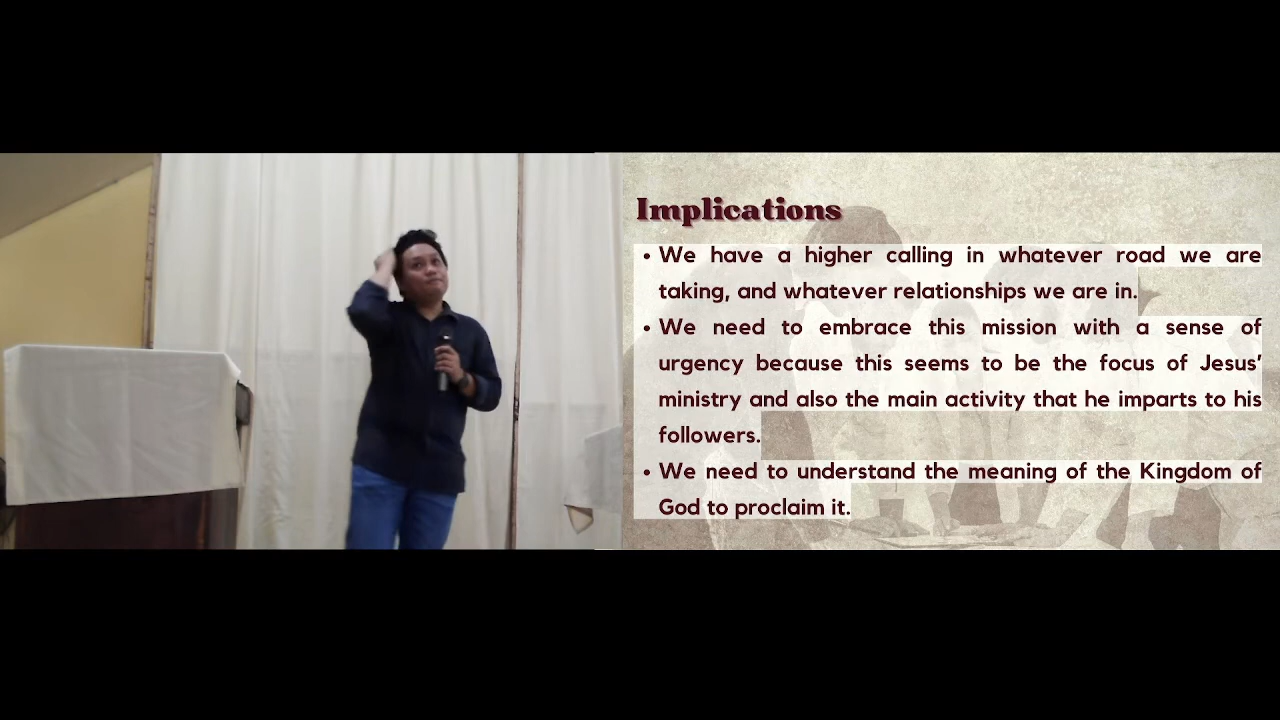 Implications
• We have a higher calling in whatever road we are
taking, and whatever relationships we are in.
• We need to embrace this mission with a sense of
urgency because this seems to be the focus of Jesus’
ministry and also the main activity that he imparts to his
followers.
• We need to understand the meaning of the Kingdom of
God to proclaim it.